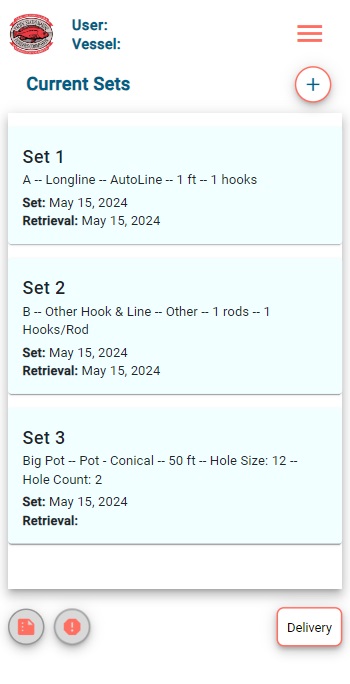 User:
Vessel:
Current Sets
Set 1
A -- Longline -- AutoLine -- 1 ft -- 1 hooks
Set: May 15, 2024
Retrieval: May 15, 2024
Set 2
B -- Other Hook & Line -- Other -- 1 rods -- 1
Hooks/Rod
Set: May 15, 2024
Retrieval: May 15, 2024
Set 3
Big Pot -- Pot - Conical -- 50 ft -- Hole Size: 12 --
Hole Count: 2
Set: May 15, 2024
Retrieval:
Delivery